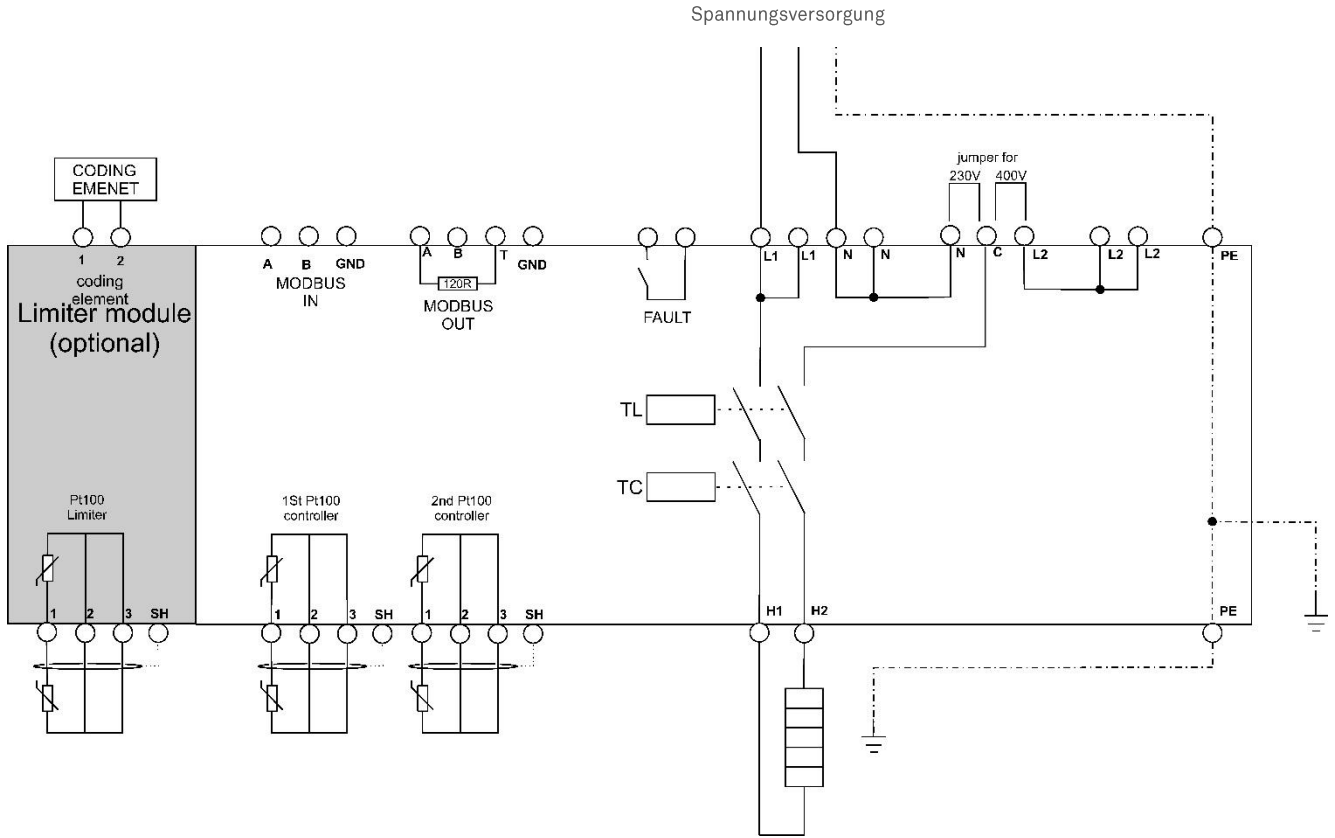 Spannungsversorgung
CODING
EMENET
jumper for
230V 400V
1 2
coding
element
Limiter module
(optional)
A B GND
MODBUS
IN
A B T GND
120R
MODBUS
OUT
FAULT
L1 L1 N N N C L2 L2 L2 PE
TL
TC
Pt100
Limiter
1St Pt100
controller
2nd Pt100
controller
1 2 3 SH
1 2 3 SH
1 2 3 SH
H1 H2
PE